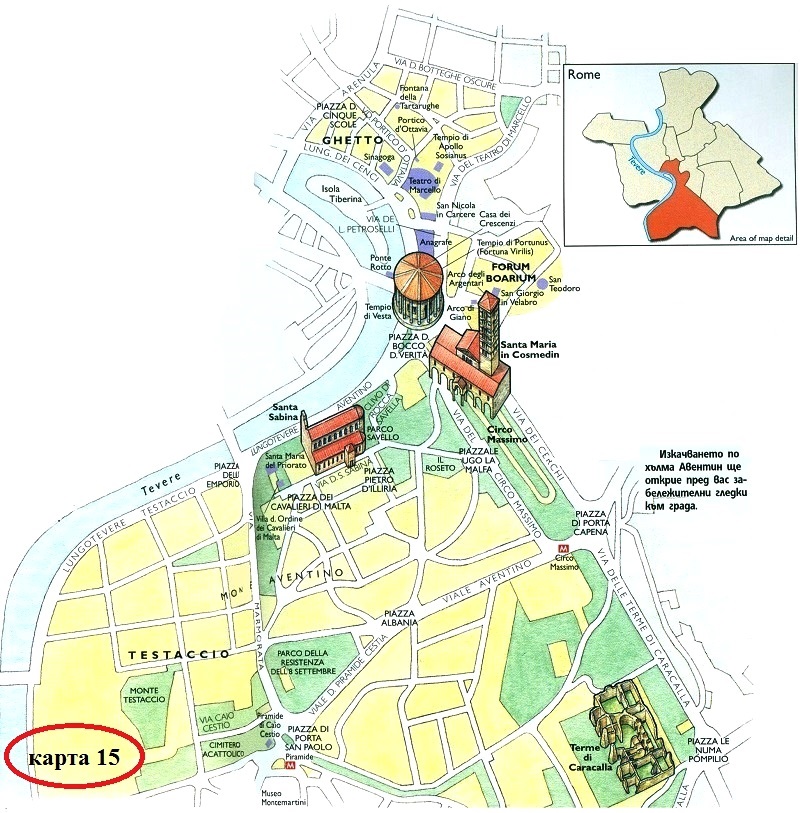 VIA D. BOTTEGHE OSCURE
VIA ARENULA
Fontana
della
Tartarughe
PIAZZA D.
CINQUE
SCOLE
VIA PORTICO D'OTTAVIA
Portico
d'Ottavia
GHETTO
Tempio di
Apollo
Sosianus
VIA DEL TEATRO DI MARCELLO
Sinagoga
LUNG. DEI CENCI
Teatro di
Marcello
Isola
Tiberina
San Nicola
in Carcere
Casa dei
Crescenzi
VIA DE
L. PETROSELLI
Anagrafe
Tempio di Portunus
(Fortuna Virilis)
Ponte
Rotto
FORUM
BOARIUM
Arco degli
Argentari
San
Teodoro
San Giorgio
in Velabro
Tempio
di Vesta
Arco di
Giano
PIAZZA D.
BOCCO
D. VERITÀ
Santa Maria
in Cosmedin
Rome
Tevere
Area of map detail
Santa
Sabina
LUNGOTEVERE AVENTINO
CLIVO DI
ROCCA
SAVELLA
PARCO
SAVELLO
Circo
Massimo
VIA DEI CERCHI
VIA DEL CIRCO MASSIMO
PIAZZALE
UGO LA
MALFA
IL
ROSETO
Santa Maria
del Priorato
VIA D. S. SABINA
PIAZZA
PIETRO
D'ILLIRIA
PIAZZA
DELL'
EMPORIO
Tevere
LUNGOTEVERE TESTACCIO
PIAZZA DEI
CAVALIERI DI MALTA
Villa d. Ordine
dei Cavalieri
di Malta
Изкачването по
хълма Авентин ще
открие пред вас за-
бележителни гледки
към града.
PIAZZA
DI PORTA
CAPENA
M
Circo
Massimo
MONTE AVENTINO
VIALE AVENTINO
VIA DELLE TERME DI CARACALLA
PIAZZA
ALBANIA
MARMORATA
TESTACCIO
PARCO DELLA
RESISTENZA
DELL'8 SETTEMBRE
VIALE D. PIRAMIDE CESTIA
MONTE
TESTACCIO
VIA CAIO
CESTIO
Piramide
di Caio
Cestio
PIAZZA DI
PORTA
SAN PAOLO
CIMITERO
ACATTOLICO
Piramide
M
Museo
Montemartini
Terme
di
Caracalla
PIAZZA LE
NUMA
POMPILIO
карта 15